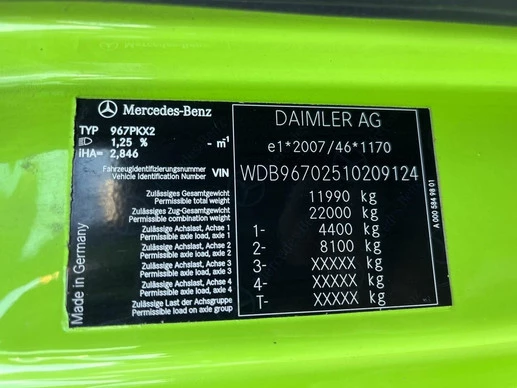 Mercedes-Benz
DAIMLER AG
TYP 967PKX2
1,25 % - m⁻¹
iHA= 2,846
e1*2007/46*1170
Fahrzeugidentifizierungsnummer
Vehicle Identification Number VIN
WDB96702510209124
Zulässiges Gesamtgewicht
Permissible total weight
11990 kg
Zulässiges Zug-Gesamtgewicht
Permissible combination weight
22000 kg
Zulässige Achslast, Achse 1
Permissible axle load, axle 1
1- 4400 kg
Zulässige Achslast, Achse 2
Permissible axle load, axle 2
2- 8100 kg
Zulässige Achslast, Achse 3
Permissible axle load, axle 3
3- XXXXX kg
Zulässige Achslast, Achse 4
Permissible axle load, axle 4
4- XXXXX kg
Zulässige Last der Achsgruppe
Permissible load on axle group
T- XXXXX kg
Made in Germany
A 000 584 98 01